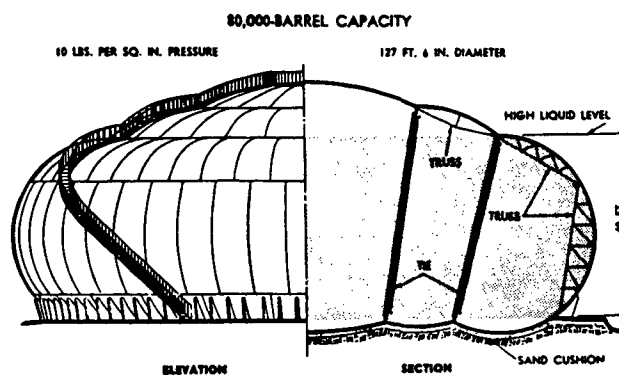 80,000-BARREL CAPACITY
10 LBS. PER SQ. IN. PRESSURE
127 FT. 6 IN. DIAMETER
HIGH LIQUID LEVEL
TRUSS
TRUSS
TIE
SAND CUSHION
ELEVATION
SECTION